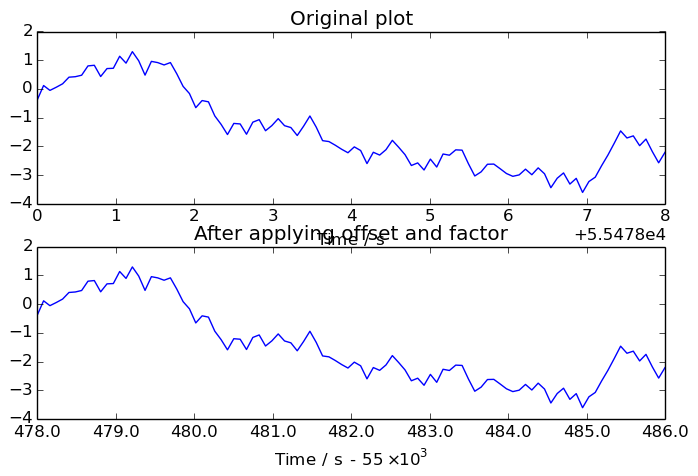 Original plot
2
1
0
−1
−2
−3
−4
0 1 2 3 4 5 6 7 8
Time / s
+5.5478e4
After applying offset and factor
2
1
0
−1
−2
−3
−4
478.0 479.0 480.0 481.0 482.0 483.0 484.0 485.0 486.0
Time / s - 55 ×10³